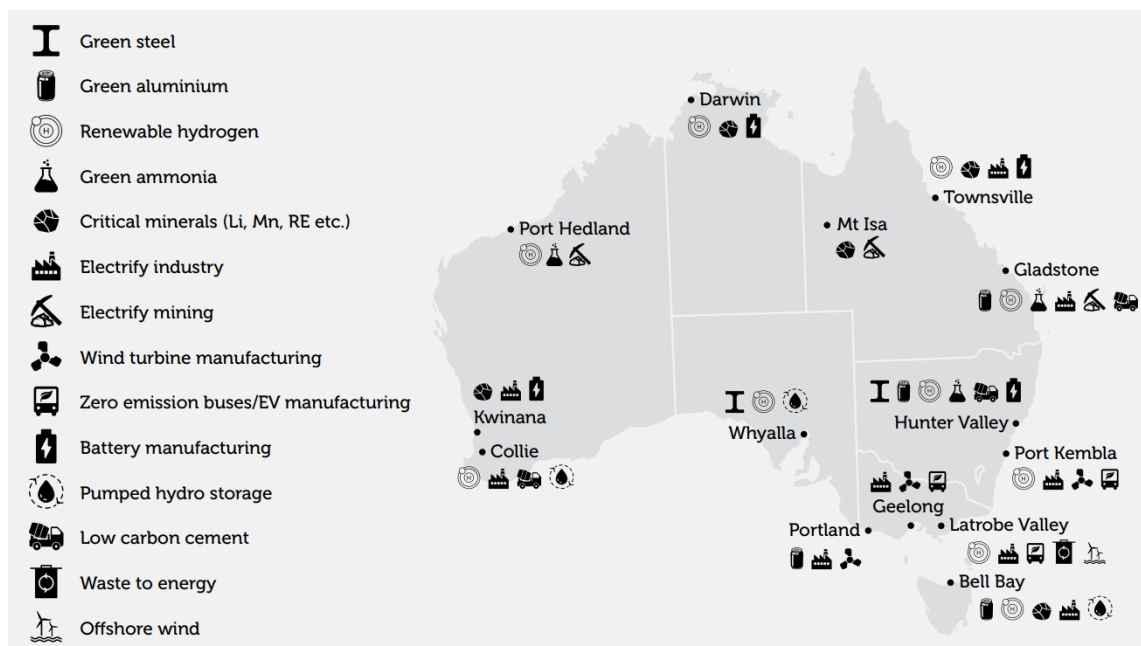 Green steel
Green aluminium
Renewable hydrogen
Green ammonia
Critical minerals (Li, Mn, RE etc.)
Electrify industry
Electrify mining
Wind turbine manufacturing
Zero emission buses/EV manufacturing
Battery manufacturing
Pumped hydro storage
Low carbon cement
Waste to energy
Offshore wind
Darwin
Townsville
Port Hedland
Mt Isa
Gladstone
Kwinana
Whyalla
Hunter Valley
Collie
Port Kembla
Geelong
Portland
Latrobe Valley
Bell Bay